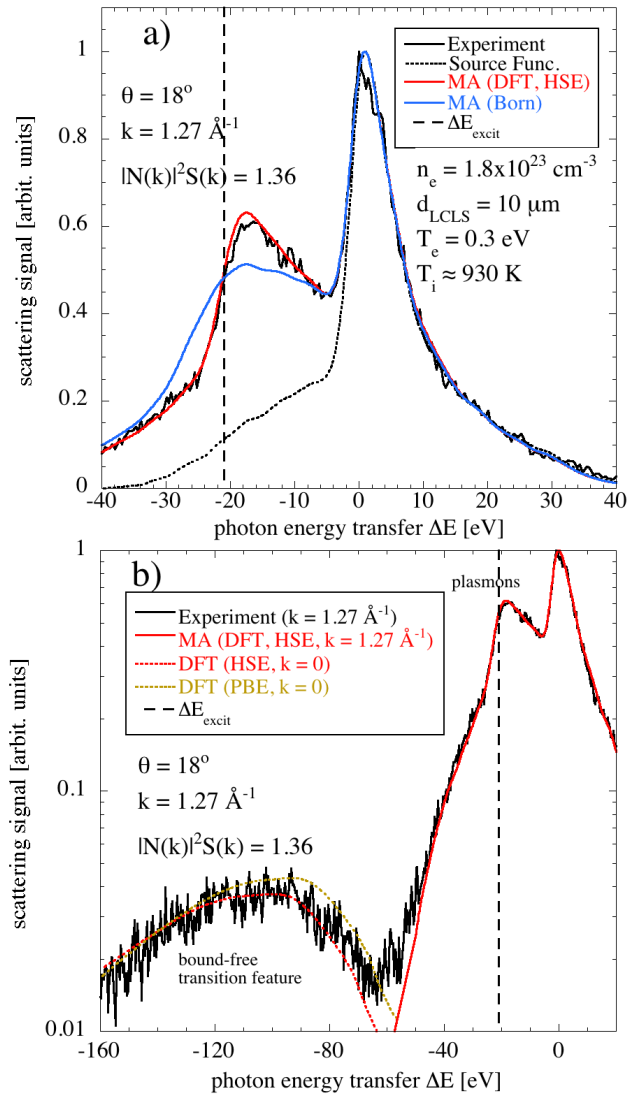 a)
Experiment
Source Func.
MA (DFT, HSE)
MA (Born)
ΔE_excit
θ = 18°
k = 1.27 Å⁻¹
|N(k)|²S(k) = 1.36
n_e = 1.8x10²³ cm⁻³
d_LCLS = 10 μm
T_e = 0.3 eV
T_i ≈ 930 K
scattering signal [arbit. units]
1
0.8
0.6
0.4
0.2
0
-40 -30 -20 -10 0 10 20 30 40
photon energy transfer ΔE [eV]
b)
plasmons
Experiment (k = 1.27 Å⁻¹)
MA (DFT, HSE, k = 1.27 Å⁻¹)
DFT (HSE, k = 0)
DFT (PBE, k = 0)
ΔE_excit
θ = 18°
k = 1.27 Å⁻¹
|N(k)|²S(k) = 1.36
bound-free
transition feature
scattering signal [arbit. units]
1
0.1
0.01
-160 -120 -80 -40 0
photon energy transfer ΔE [eV]